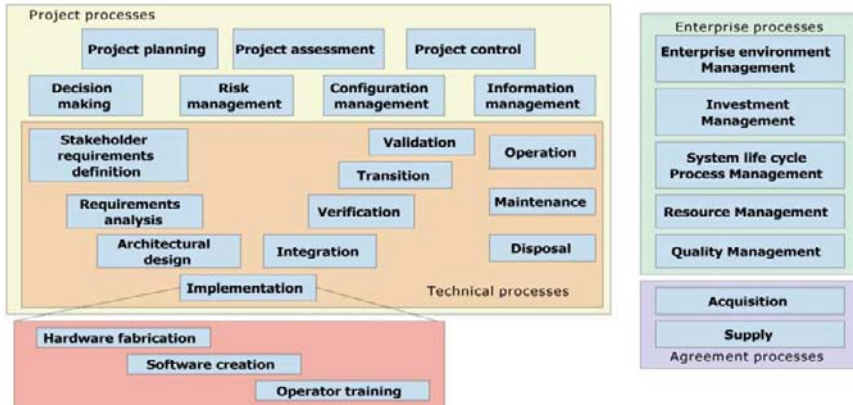 Project processes
Project planning
Project assessment
Project control
Decision
making
Risk
management
Configuration
management
Information
management
Stakeholder
requirements
definition
Validation
Operation
Transition
Requirements
analysis
Verification
Maintenance
Architectural
design
Integration
Disposal
Implementation
Technical processes
Hardware fabrication
Software creation
Operator training
Enterprise processes
Enterprise environment
Management
Investment
Management
System life cycle
Process Management
Resource Management
Quality Management
Acquisition
Supply
Agreement processes